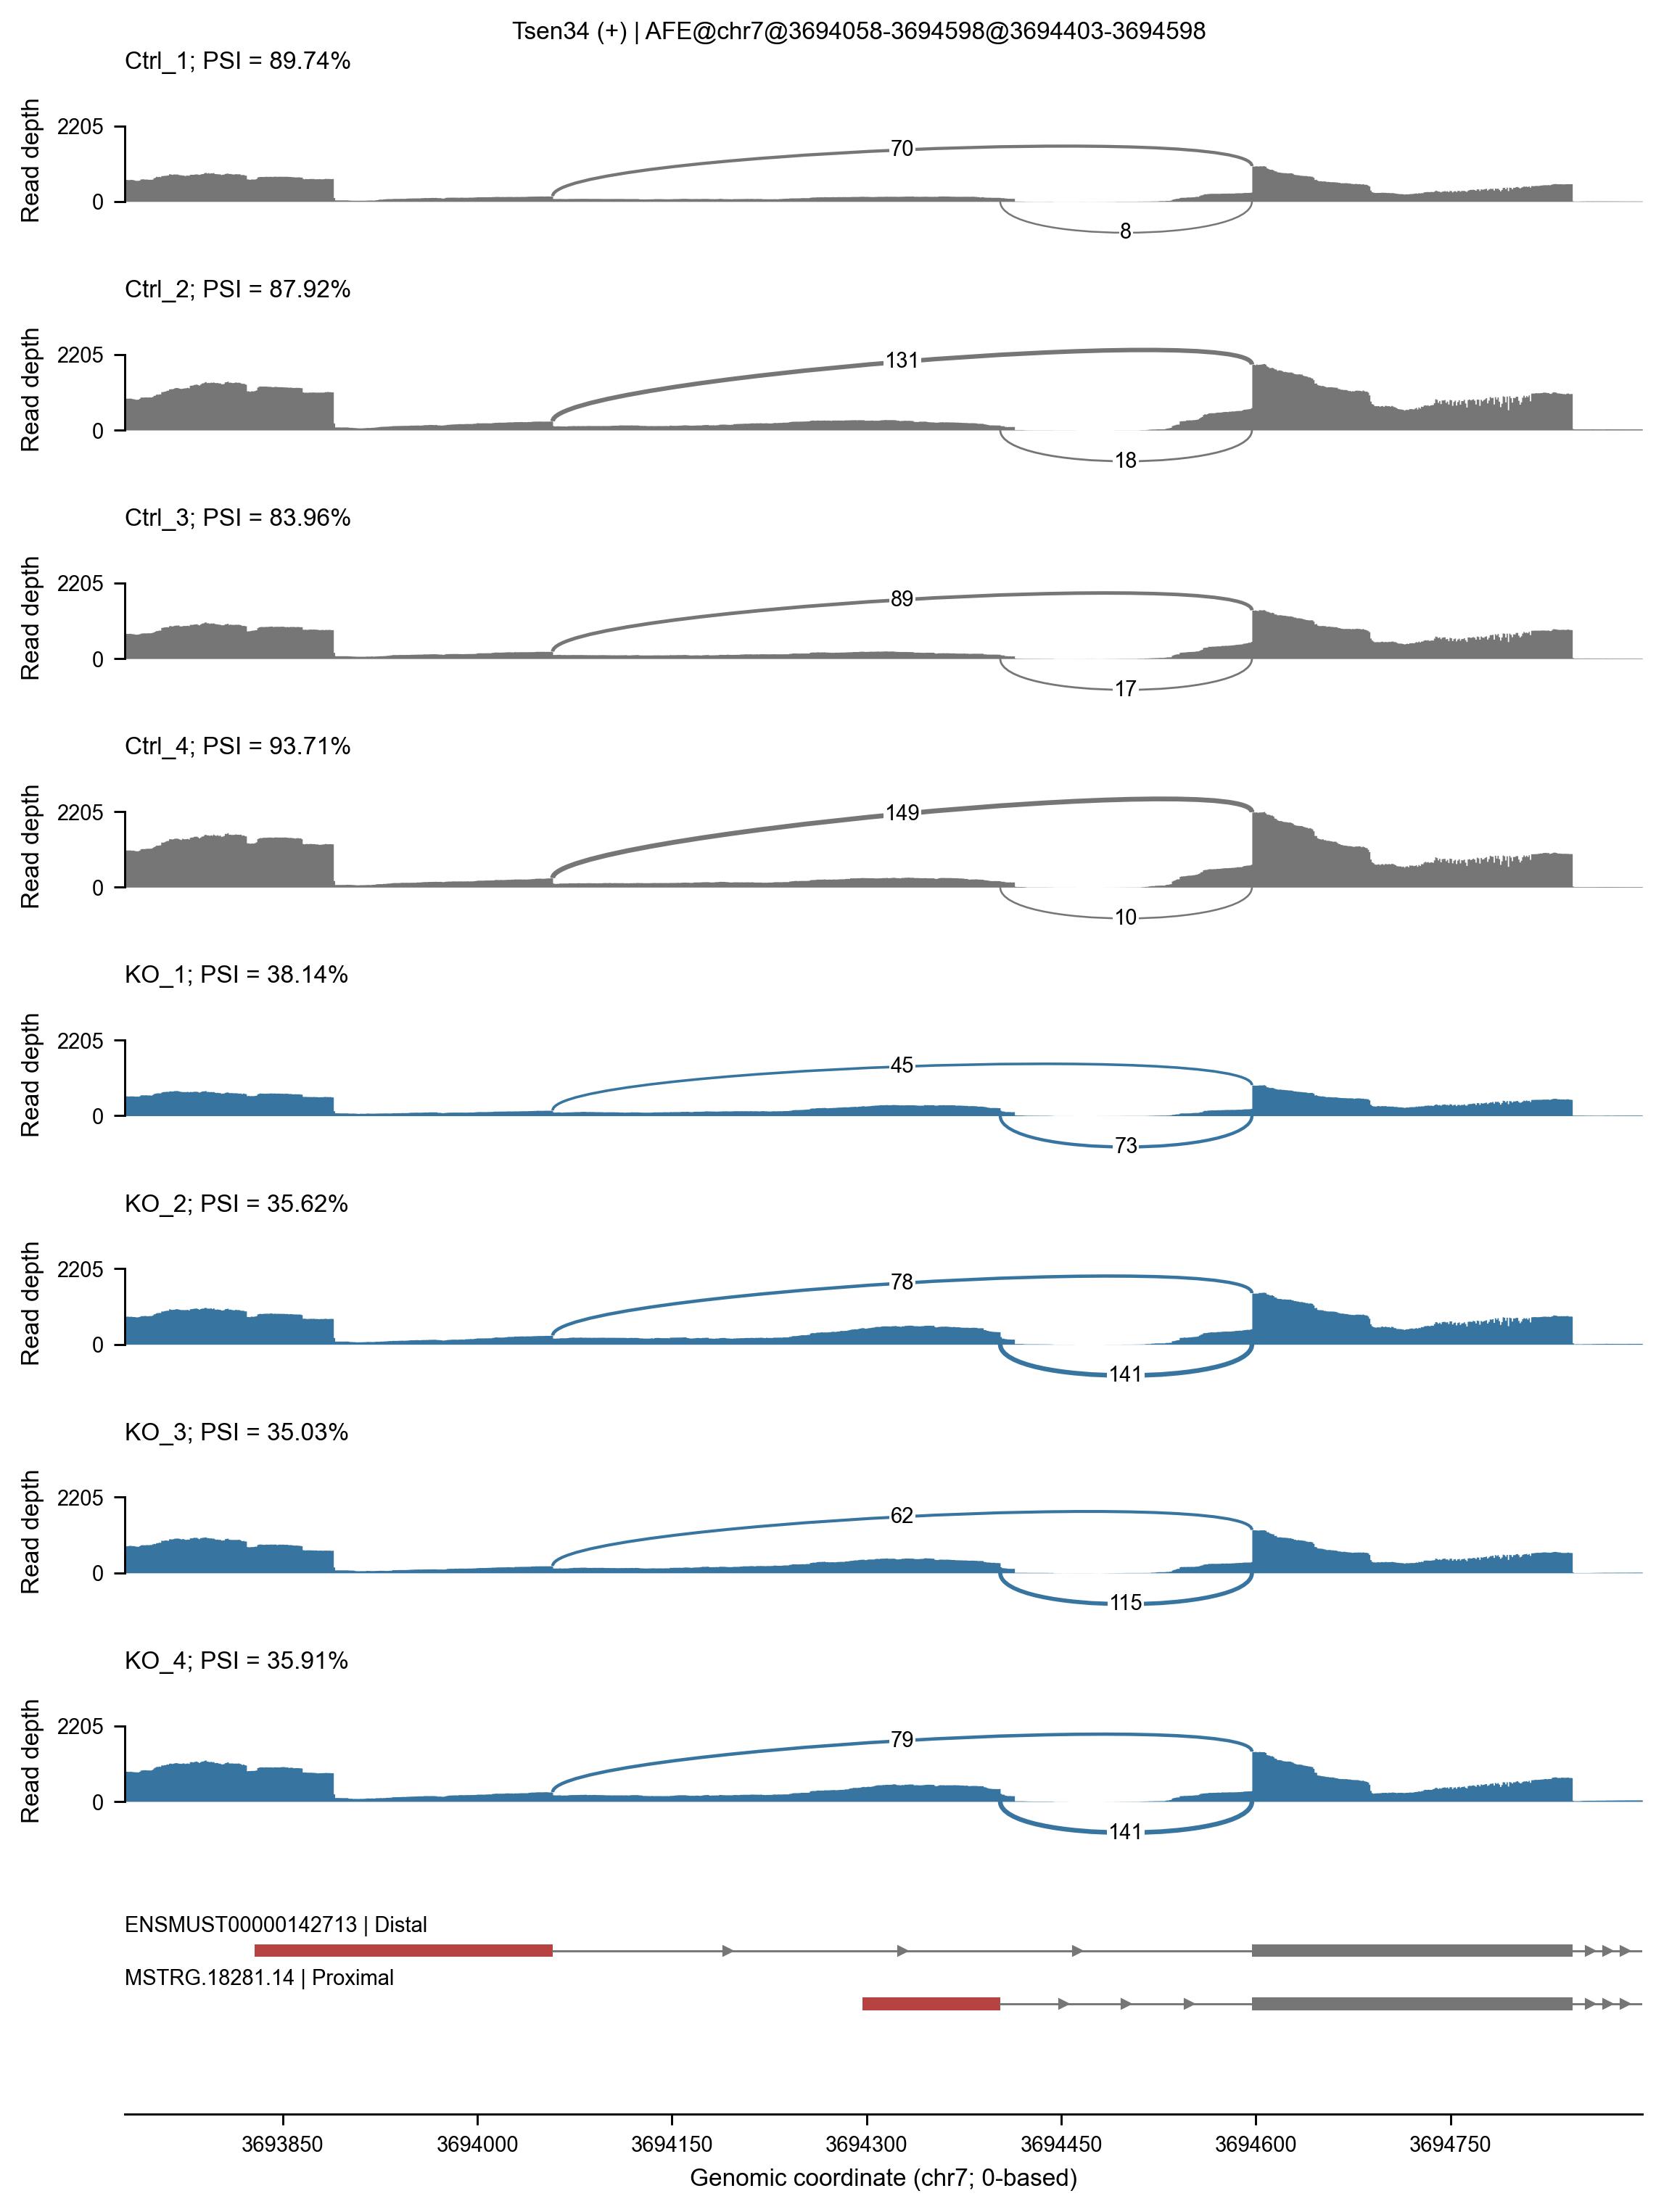 Tsen34 (+) | AFE@chr7@3694058-3694598@3694403-3694598
Ctrl_1; PSI = 89.74%
Read depth
2205
0
70
8
Ctrl_2; PSI = 87.92%
Read depth
2205
0
131
18
Ctrl_3; PSI = 83.96%
Read depth
2205
0
89
17
Ctrl_4; PSI = 93.71%
Read depth
2205
0
149
10
KO_1; PSI = 38.14%
Read depth
2205
0
45
73
KO_2; PSI = 35.62%
Read depth
2205
0
78
141
KO_3; PSI = 35.03%
Read depth
2205
0
62
115
KO_4; PSI = 35.91%
Read depth
2205
0
79
141
ENSMUST00000142713 | Distal
MSTRG.18281.14 | Proximal
3693850 3694000 3694150 3694300 3694450 3694600 3694750
Genomic coordinate (chr7; 0-based)